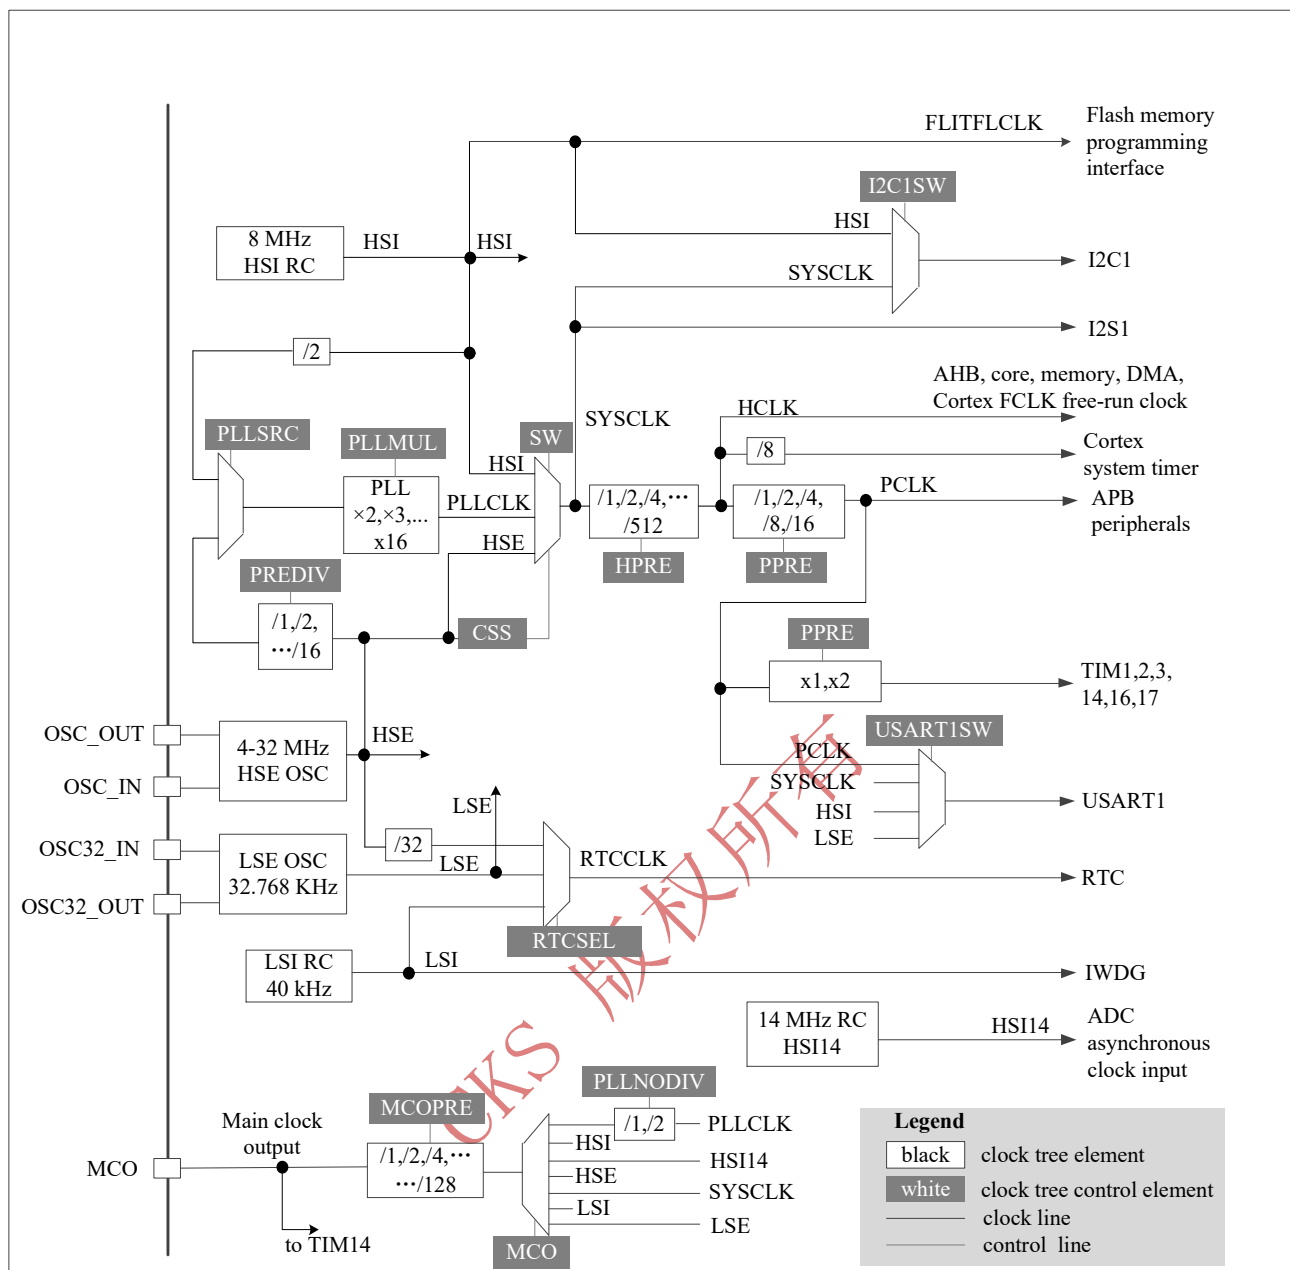 FLITFLCLK
Flash memory
programming
interface
I2C1SW
8 MHz
HSI RC
HSI
HSI
HSI
SYSCLK
I2C1
I2S1
/2
AHB, core, memory, DMA,
Cortex FCLK free-run clock
HCLK
SYSCLK
PLLSRC
PLLMUL
SW
/8
Cortex
system timer
HSI
PLL
×2,×3,...
x16
PLLCLK
/1,/2,/4,···
/512
/1,/2,/4,
/8,/16
PCLK
APB
peripherals
HSE
HPRE
PPRE
PREDIV
/1,/2,
···/16
CSS
PPRE
x1,x2
TIM1,2,3,
14,16,17
OSC_OUT
OSC_IN
4-32 MHz
HSE OSC
HSE
USART1SW
PCLK
SYSCLK
HSI
LSE
USART1
LSE
OSC32_IN
OSC32_OUT
LSE OSC
32.768 KHz
/32
LSE
RTCCLK
RTC
RTCSEL
LSI RC
40 kHz
LSI
IWDG
14 MHz RC
HSI14
HSI14
ADC
asynchronous
clock input
CKS 版权所有
PLLNODIV
/1,/2
PLLCLK
MCOPRE
Main clock
output
MCO
/1,/2,/4,···
···/128
HSI
HSI14
HSE
SYSCLK
LSI
LSE
MCO
to TIM14
Legend
black
clock tree element
white
clock tree control element
clock line
control line